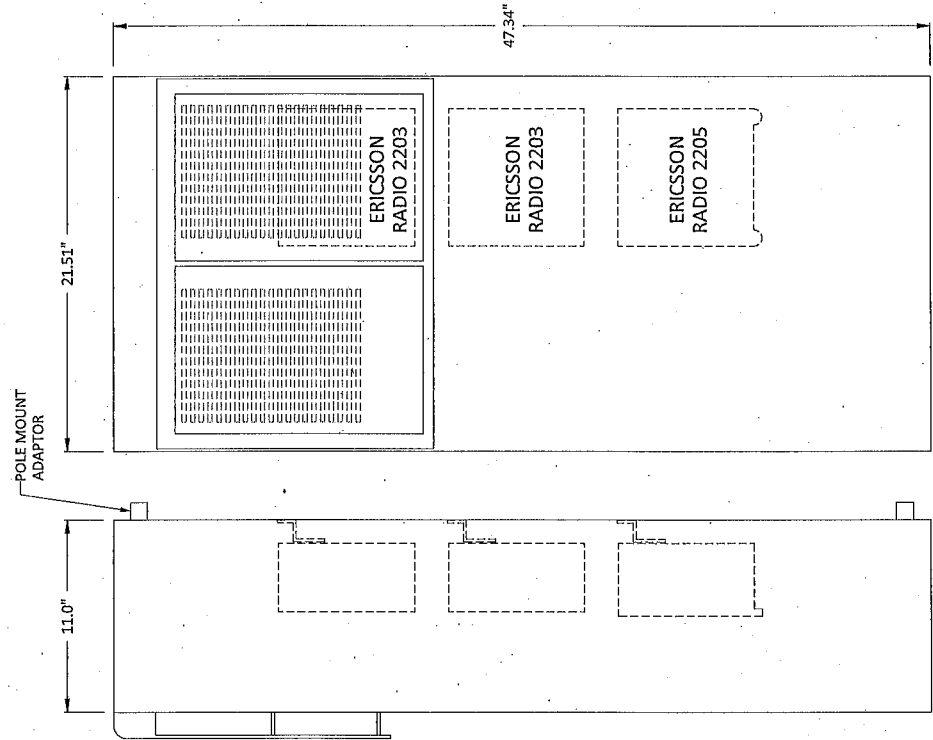 47.34"
21.51"
ERICSSON
RADIO 2203
ERICSSON
RADIO 2203
ERICSSON
RADIO 2205
POLE MOUNT
ADAPTOR
11.0"